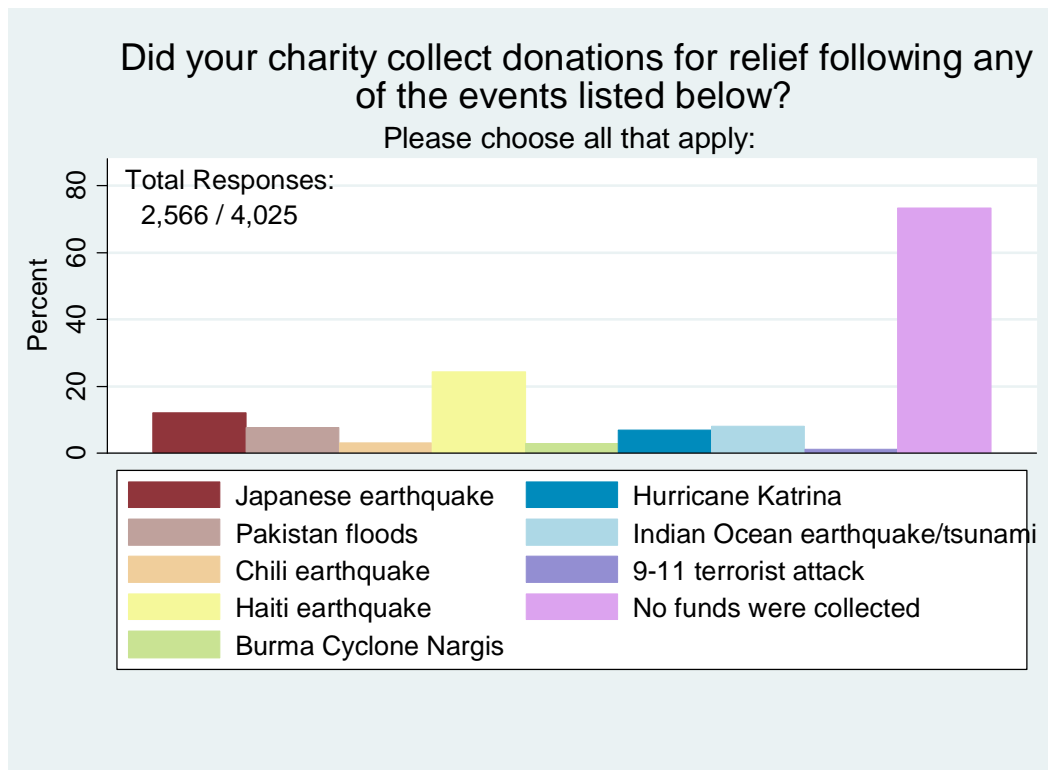 Did your charity collect donations for relief following any
of the events listed below?
Please choose all that apply:
Total Responses:
2,566 / 4,025
Percent
80
60
40
20
0
Japanese earthquake
Pakistan floods
Chili earthquake
Haiti earthquake
Burma Cyclone Nargis
Hurricane Katrina
Indian Ocean earthquake/tsunami
9-11 terrorist attack
No funds were collected